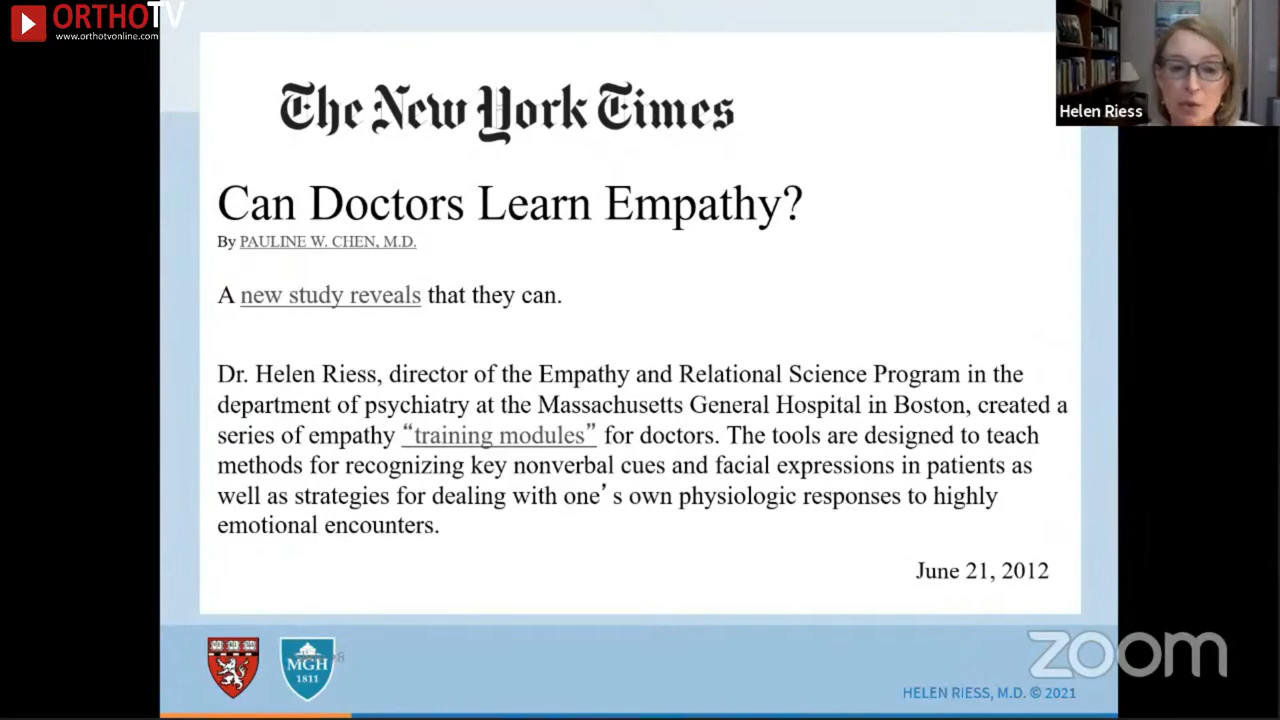 ORTHOTV
www.orthotvonline.com
Helen Riess
The New York Times
Can Doctors Learn Empathy?
By PAULINE W. CHEN, M.D.
A new study reveals that they can.
Dr. Helen Riess, director of the Empathy and Relational Science Program in the
department of psychiatry at the Massachusetts General Hospital in Boston, created a
series of empathy “training modules” for doctors. The tools are designed to teach
methods for recognizing key nonverbal cues and facial expressions in patients as
well as strategies for dealing with one’s own physiologic responses to highly
emotional encounters.
June 21, 2012
MGH
1811
zoom
HELEN RIESS, M.D. © 2021